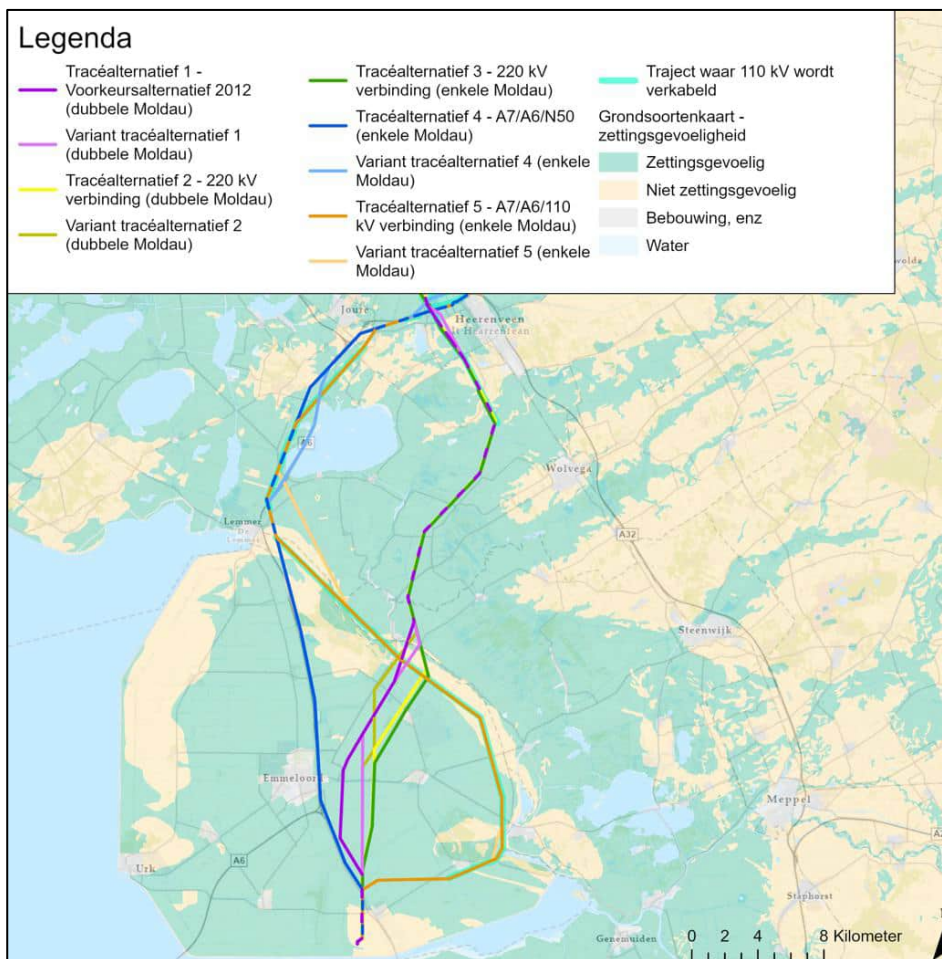 Legenda
Tracéalternatief 1 -
Voorkeursalternatief 2012
(dubbele Moldau)
Variant tracéalternatief 1
(dubbele Moldau)
Tracéalternatief 2 - 220 kV
verbinding (dubbele Moldau)
Variant tracéalternatief 2
(dubbele Moldau)
Tracéalternatief 3 - 220 kV
verbinding (enkele Moldau)
Tracéalternatief 4 - A7/A6/N50
(enkele Moldau)
Variant tracéalternatief 4 (enkele
Moldau)
Tracéalternatief 5 - A7/A6/110
kV verbinding (enkele Moldau)
Variant tracéalternatief 5 (enkele
Moldau)
Traject waar 110 kV wordt
verkabeld
Grondsoortenkaart -
zettingsgevoeligheid
Zettingsgevoelig
Niet zettingsgevoelig
Bebouwing, enz
Water
Joure
Heerenveen
Wolvega
Lemmer
A32
Steenwijk
Emmeloord
Meppel
Urk
A6
Staphorst
Genemuiden
0 2 4 8 Kilometer